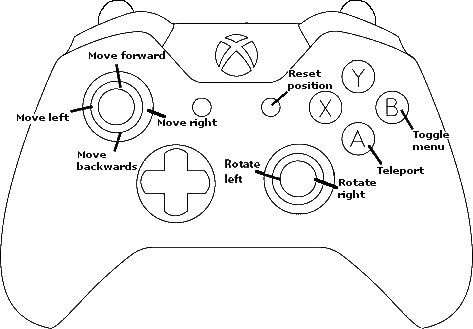 Move forward
Reset
position
Y
Move left
X
B
Move right
Toggle
menu
A
Move
backwards
Rotate
left
Teleport
Rotate
right